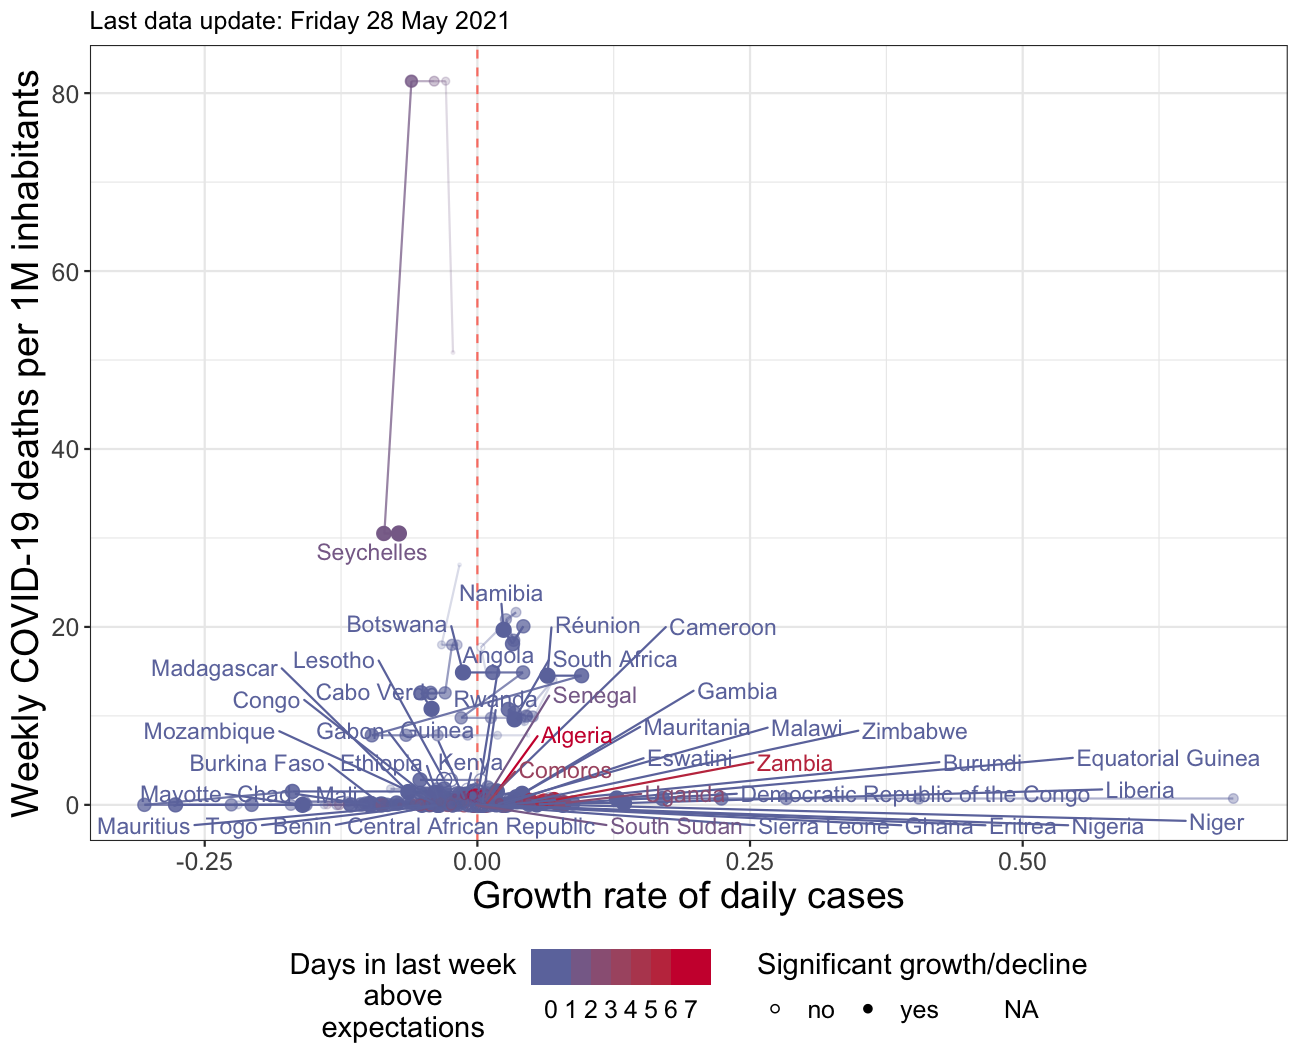 Last data update: Friday 28 May 2021
Weekly COVID-19 deaths per 1M inhabitants
80
60
40
20
0
Seychelles
Namibia
Botswana
Réunion
Cameroon
Lesotho
Angola
South Africa
Madagascar
Cabo Verde
Rwanda
Senegal
Gambia
Congo
Mozambique
Gabon
Guinea
Algeria
Mauritania
Malawi
Zimbabwe
Burkina Faso
Ethiopia
Kenya
Comoros
Eswatini
Zambia
Burundi
Equatorial Guinea
Mayotte
Chad
Mali
Uganda
Democratic Republic of the Congo
Liberia
Mauritius
Togo
Benin
Central African Republic
South Sudan
Sierra Leone
Ghana
Eritrea
Nigeria
Niger
-0.25
0.00
0.25
0.50
Growth rate of daily cases
Days in last week
above
expectations
0 1 2 3 4 5 6 7
Significant growth/decline
no
yes
NA